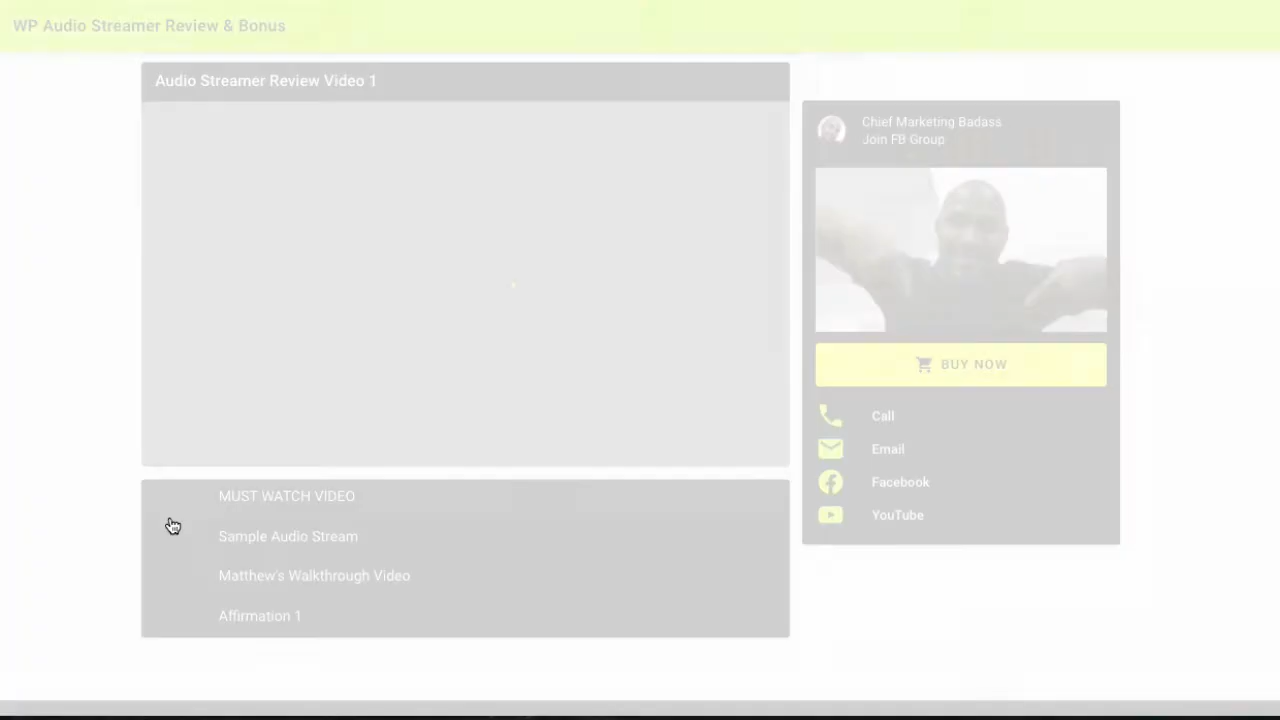 WP Audio Streamer Review & Bonus
Audio Streamer Review Video 1
Chief Marketing Badass
Join FB Group
BUY NOW
Call
Email
Facebook
YouTube
MUST WATCH VIDEO
Sample Audio Stream
Matthew's Walkthrough Video
Affirmation 1